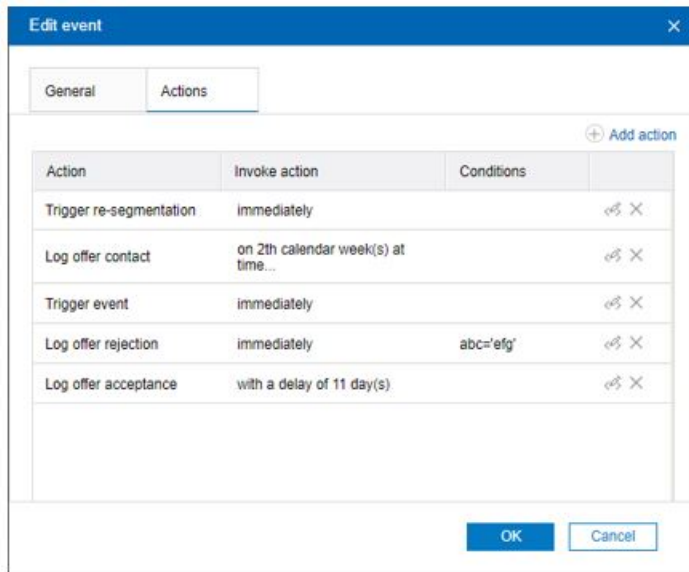 Edit event
General Actions
Add action
Action Invoke action Conditions
Trigger re-segmentation immediately
Log offer contact on 2th calendar week(s) at
time...
Trigger event immediately
Log offer rejection immediately abc='efg'
Log offer acceptance with a delay of 11 day(s)
OK Cancel